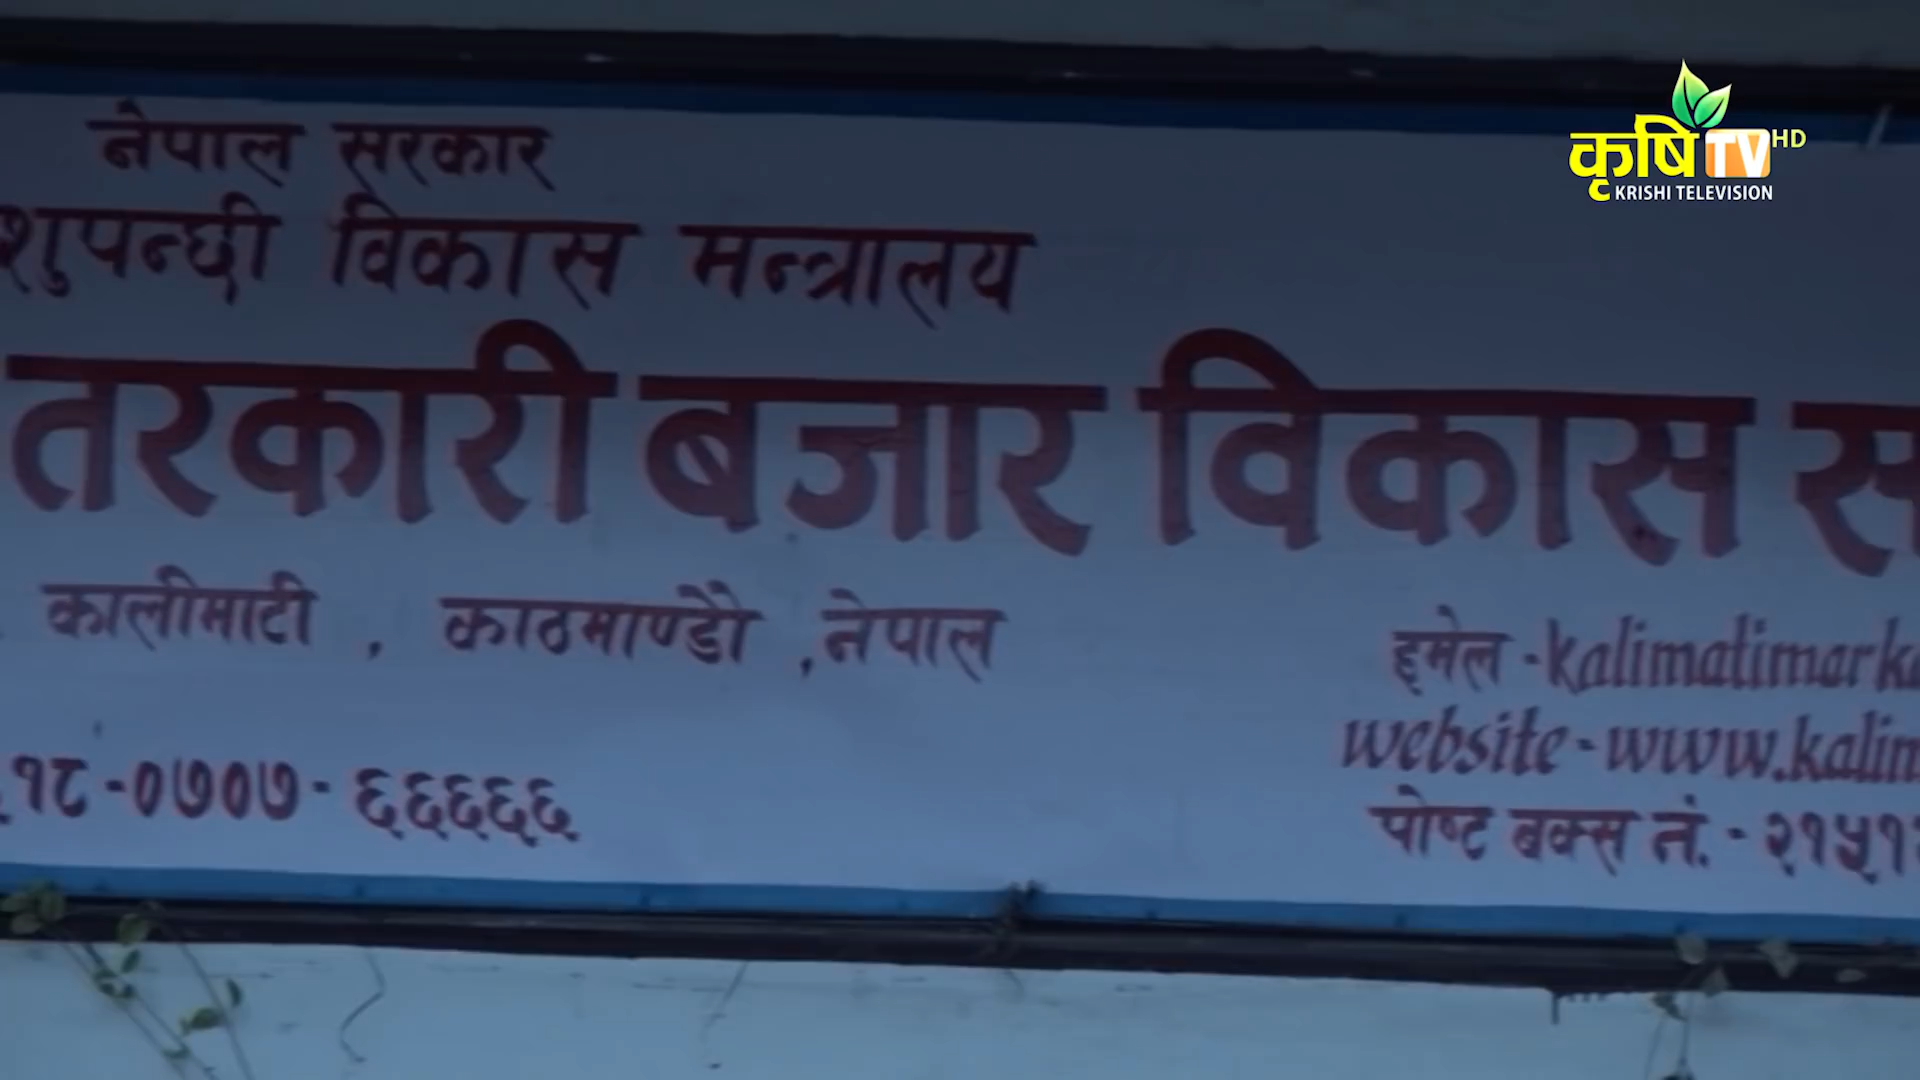 नेपाल सरकार
शुपन्छी विकास मन्त्रालय
तरकारी बजार विकास स
कालीमाटी , काठमाण्डौ ,नेपाल
१८-०७०७-६६६६६
इमेल -kalimatimark
website-www.kalim
पोष्ट बक्स नं. - २१५१
कृषि TV HD
KRISHI TELEVISION